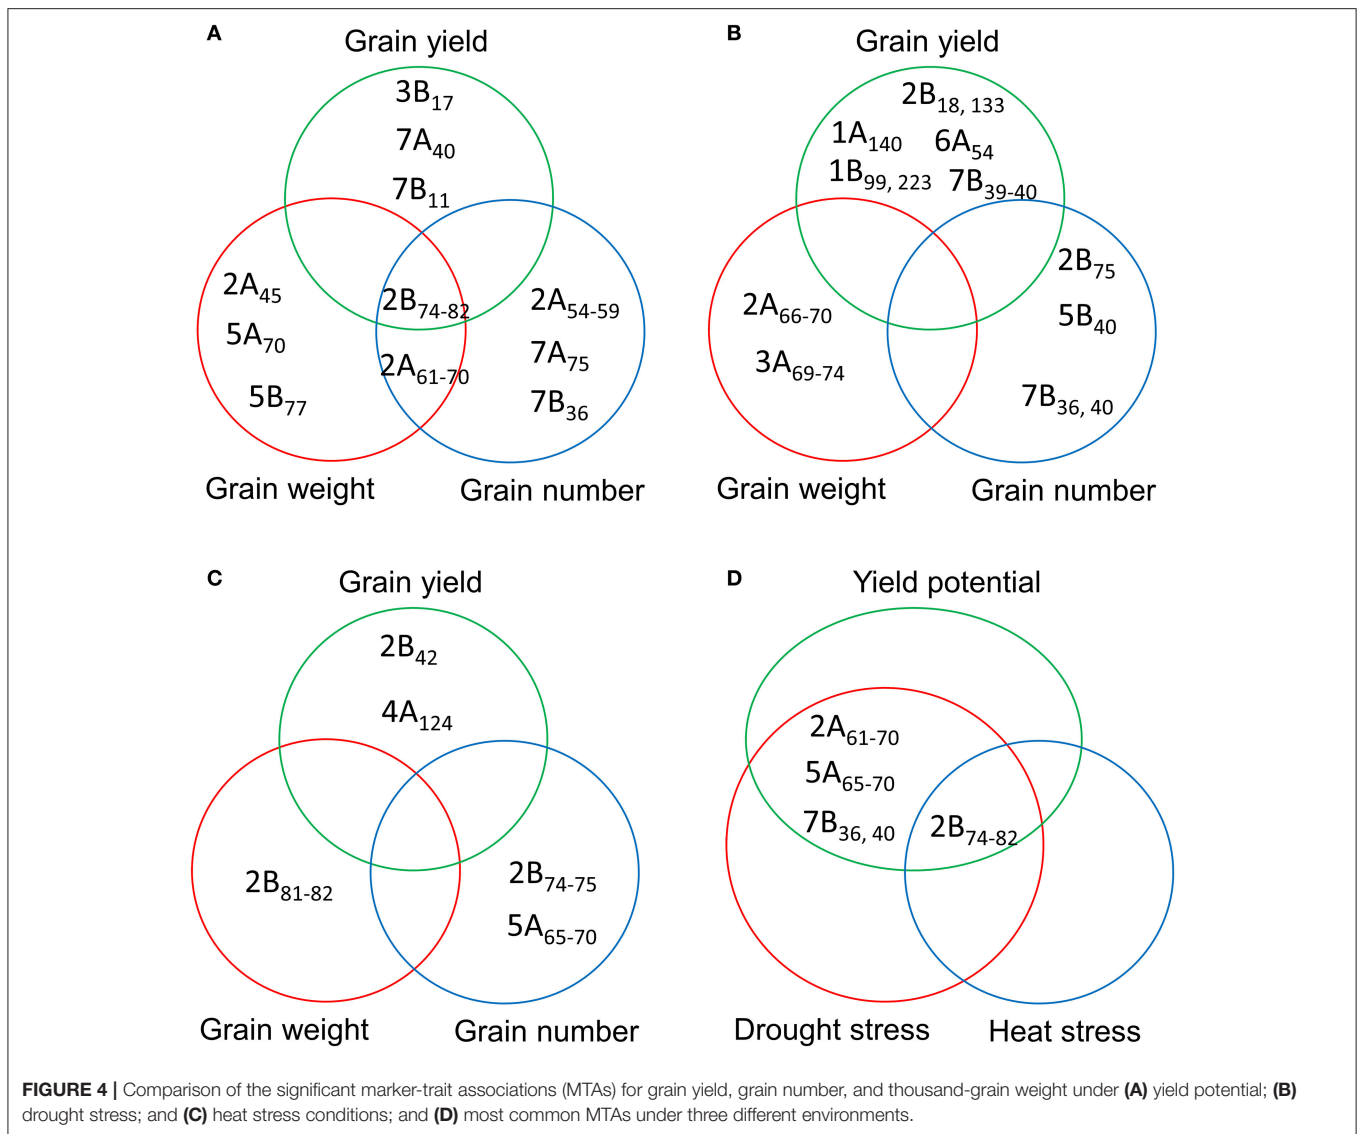 A
Grain yield
3B17
7A40
7B11
2A45
5A70
5B77
2B74-82
2A61-70
2A54-59
7A75
7B36
Grain weight
Grain number
B
Grain yield
2B18, 133
1A140
6A54
1B99, 223
7B39-40
2A66-70
3A69-74
2B75
5B40
7B36, 40
Grain weight
Grain number
C
Grain yield
2B42
4A124
2B81-82
2B74-75
5A65-70
Grain weight
Grain number
D
Yield potential
2A61-70
5A65-70
7B36, 40
2B74-82
Drought stress
Heat stress
FIGURE 4 | Comparison of the significant marker-trait associations (MTAs) for grain yield, grain number, and thousand-grain weight under (A) yield potential; (B)
drought stress; and (C) heat stress conditions; and (D) most common MTAs under three different environments.